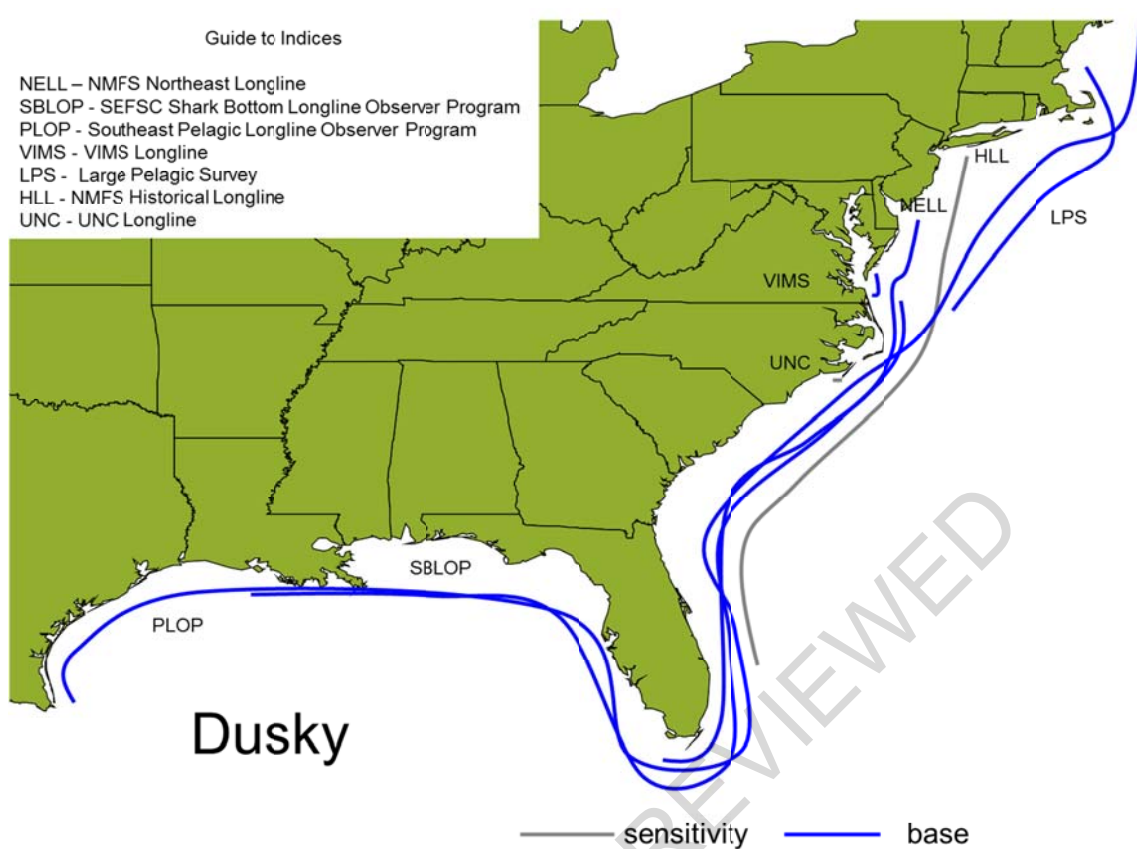 Guide to Indices
NELL – NMFS Northeast Longline
SBLOP - SEFSC Shark Bottom Longline Observer Program
PLOP - Southeast Pelagic Longline Observer Program
VIMS - VIMS Longline
LPS - Large Pelagic Survey
HLL - NMFS Historical Longline
UNC - UNC Longline
HLL
NELL
LPS
VIMS
UNC
SBLOP
PLOP
Dusky
REVIEWED
sensitivity
base